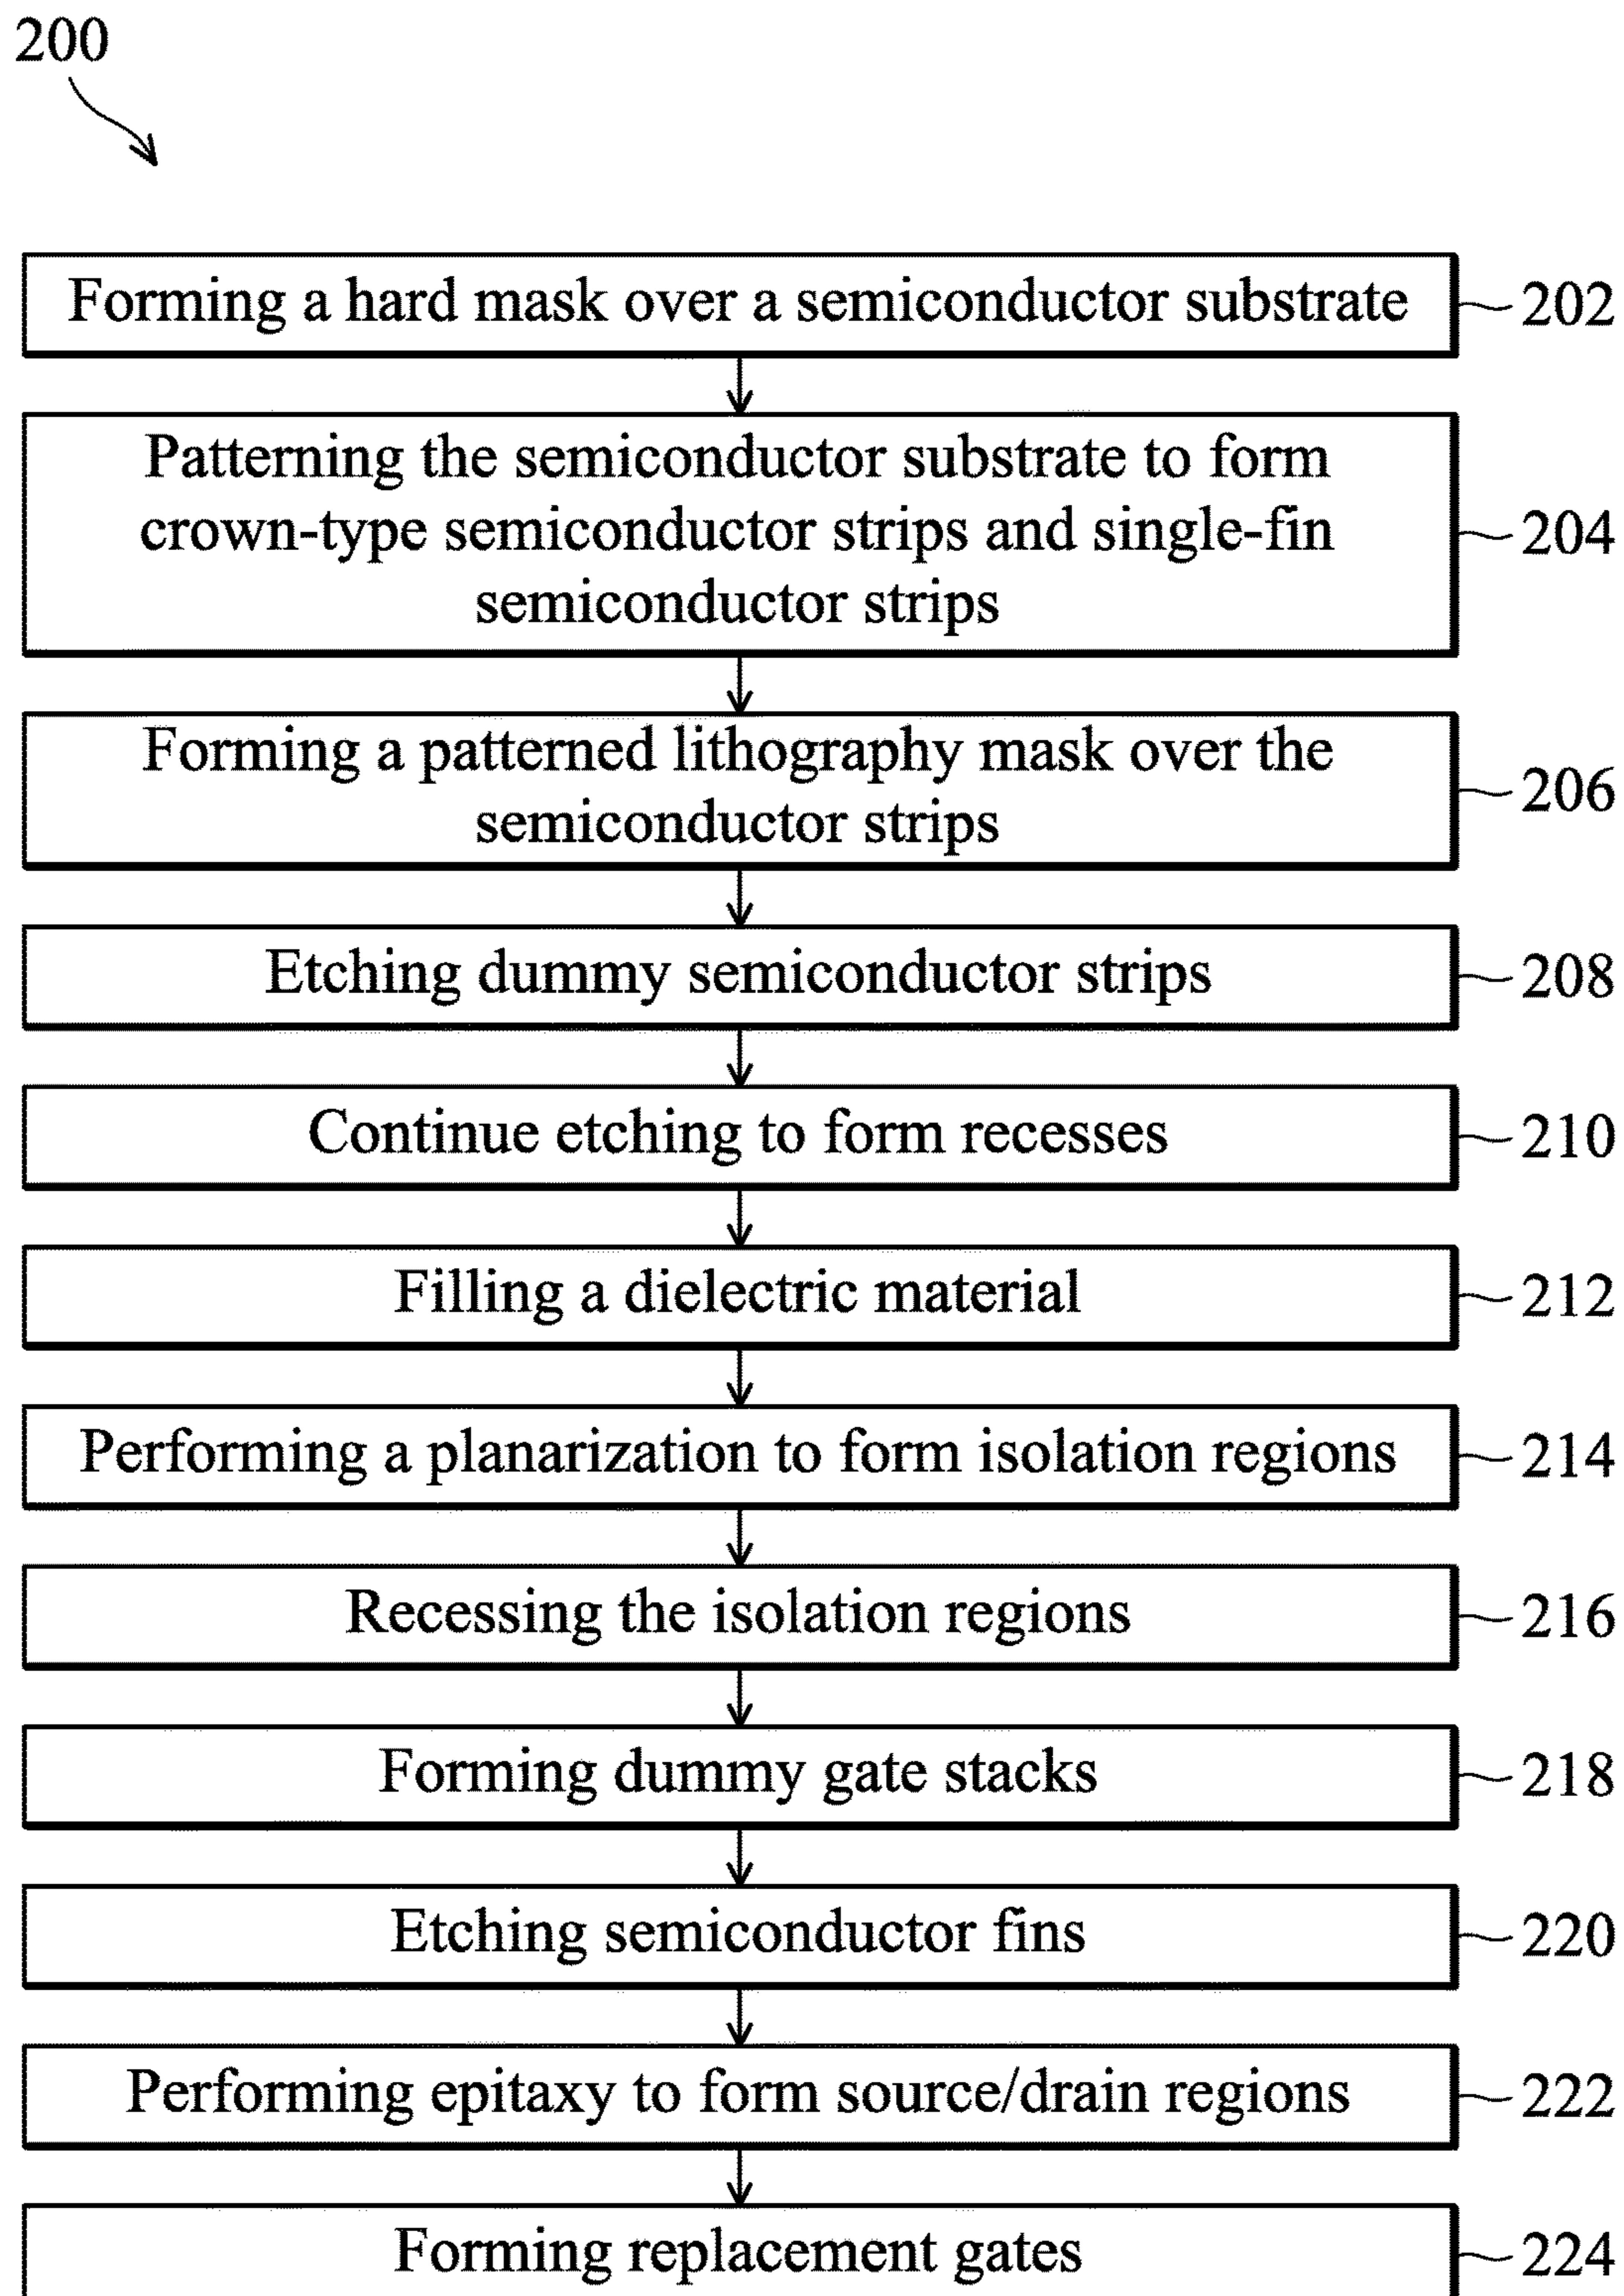 200
Forming a hard mask over a semiconductor substrate 202
Patterning the semiconductor substrate to form
crown-type semiconductor strips and single-fin 204
semiconductor strips
Forming a patterned lithography mask over the
semiconductor strips 206
Etching dummy semiconductor strips 208
Continue etching to form recesses 210
Filling a dielectric material 212
Performing a planarization to form isolation regions 214
Recessing the isolation regions 216
Forming dummy gate stacks 218
Etching semiconductor fins 220
Performing epitaxy to form source/drain regions 222
Forming replacement gates 224